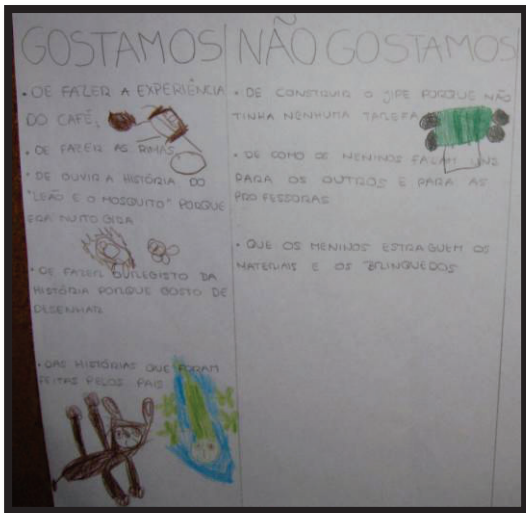 GOSTAMOS
• DE FAZER A EXPERIÊNCIA
DO CAFÉ.
• DE FAZER AS RIMAS
• DE OUVIR A HISTÓRIA DO
"LEÃO E O MOSQUITO" PORQUE
ERA MUITO GIRA
• DE FAZER O REGISTO DA
HISTÓRIA PORQUE GOSTO DE
DESENHAR
• DAS HISTÓRIAS QUE FORAM
FEITAS PELOS PAIS
NÃO GOSTAMOS
• DE CONSTRUIR O JIPE PORQUE NÃO
TINHA NENHUMA TAREFA
• DE COMO OS MENINOS FALAM UNS
PARA OS OUTROS E PARA AS
PROFESSORAS
• QUE OS MENINOS ESTRAGUEM OS
MATERIAIS E OS BRINQUEDOS